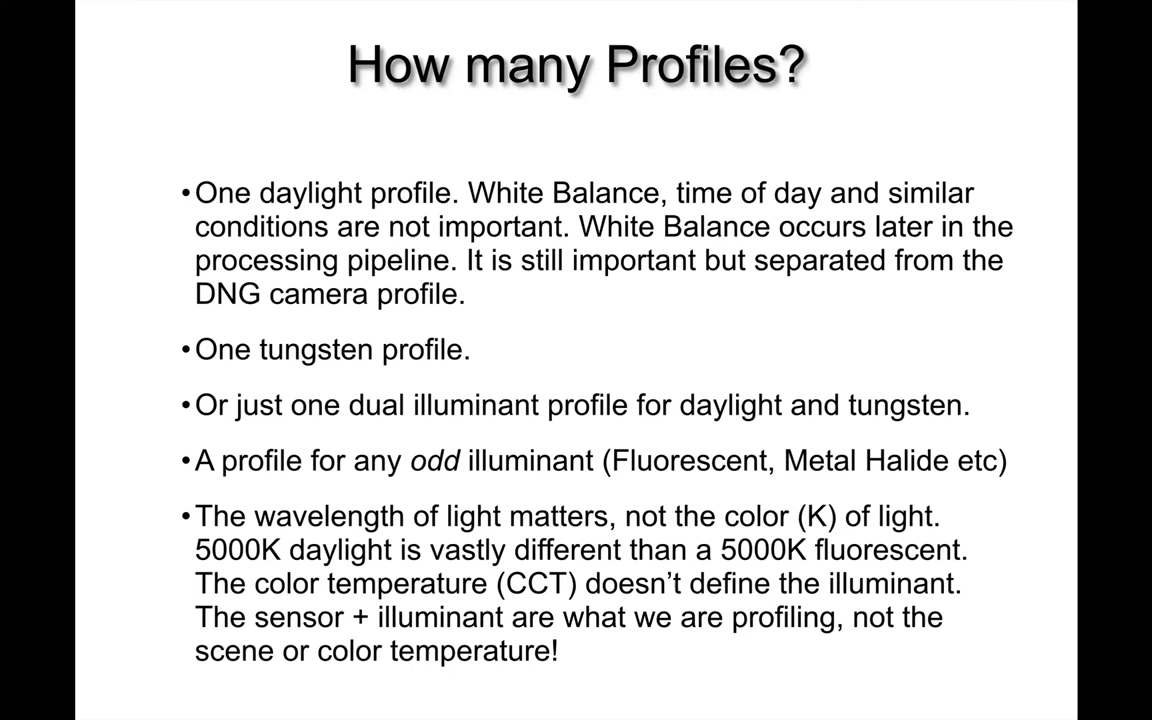 How many Profiles?
•One daylight profile. White Balance, time of day and similar
conditions are not important. White Balance occurs later in the
processing pipeline. It is still important but separated from the
DNG camera profile.
•One tungsten profile.
•Or just one dual illuminant profile for daylight and tungsten.
•A profile for any odd illuminant (Fluorescent, Metal Halide etc)
•The wavelength of light matters, not the color (K) of light.
5000K daylight is vastly different than a 5000K fluorescent.
The color temperature (CCT) doesn’t define the illuminant.
The sensor + illuminant are what we are profiling, not the
scene or color temperature!